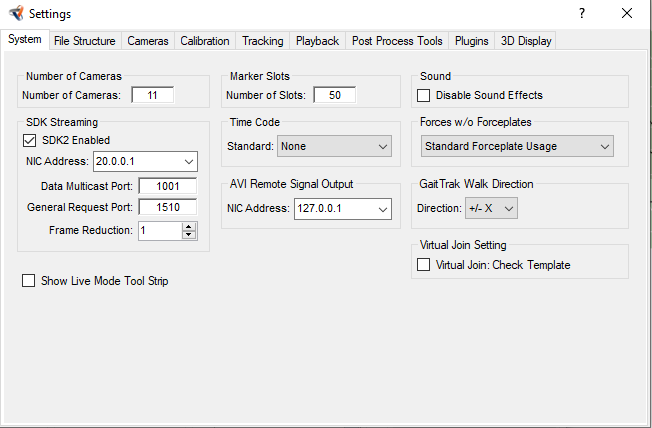 Settings
?
System File Structure Cameras Calibration Tracking Playback Post Process Tools Plugins 3D Display
Number of Cameras
Number of Cameras: 11
SDK Streaming
SDK2 Enabled
NIC Address: 20.0.0.1
Data Multicast Port: 1001
General Request Port: 1510
Frame Reduction: 1
Show Live Mode Tool Strip
Marker Slots
Number of Slots: 50
Time Code
Standard: None
AVI Remote Signal Output
NIC Address: 127.0.0.1
Sound
Disable Sound Effects
Forces w/o Forceplates
Standard Forceplate Usage
GaitTrak Walk Direction
Direction: +/- X
Virtual Join Setting
Virtual Join: Check Template